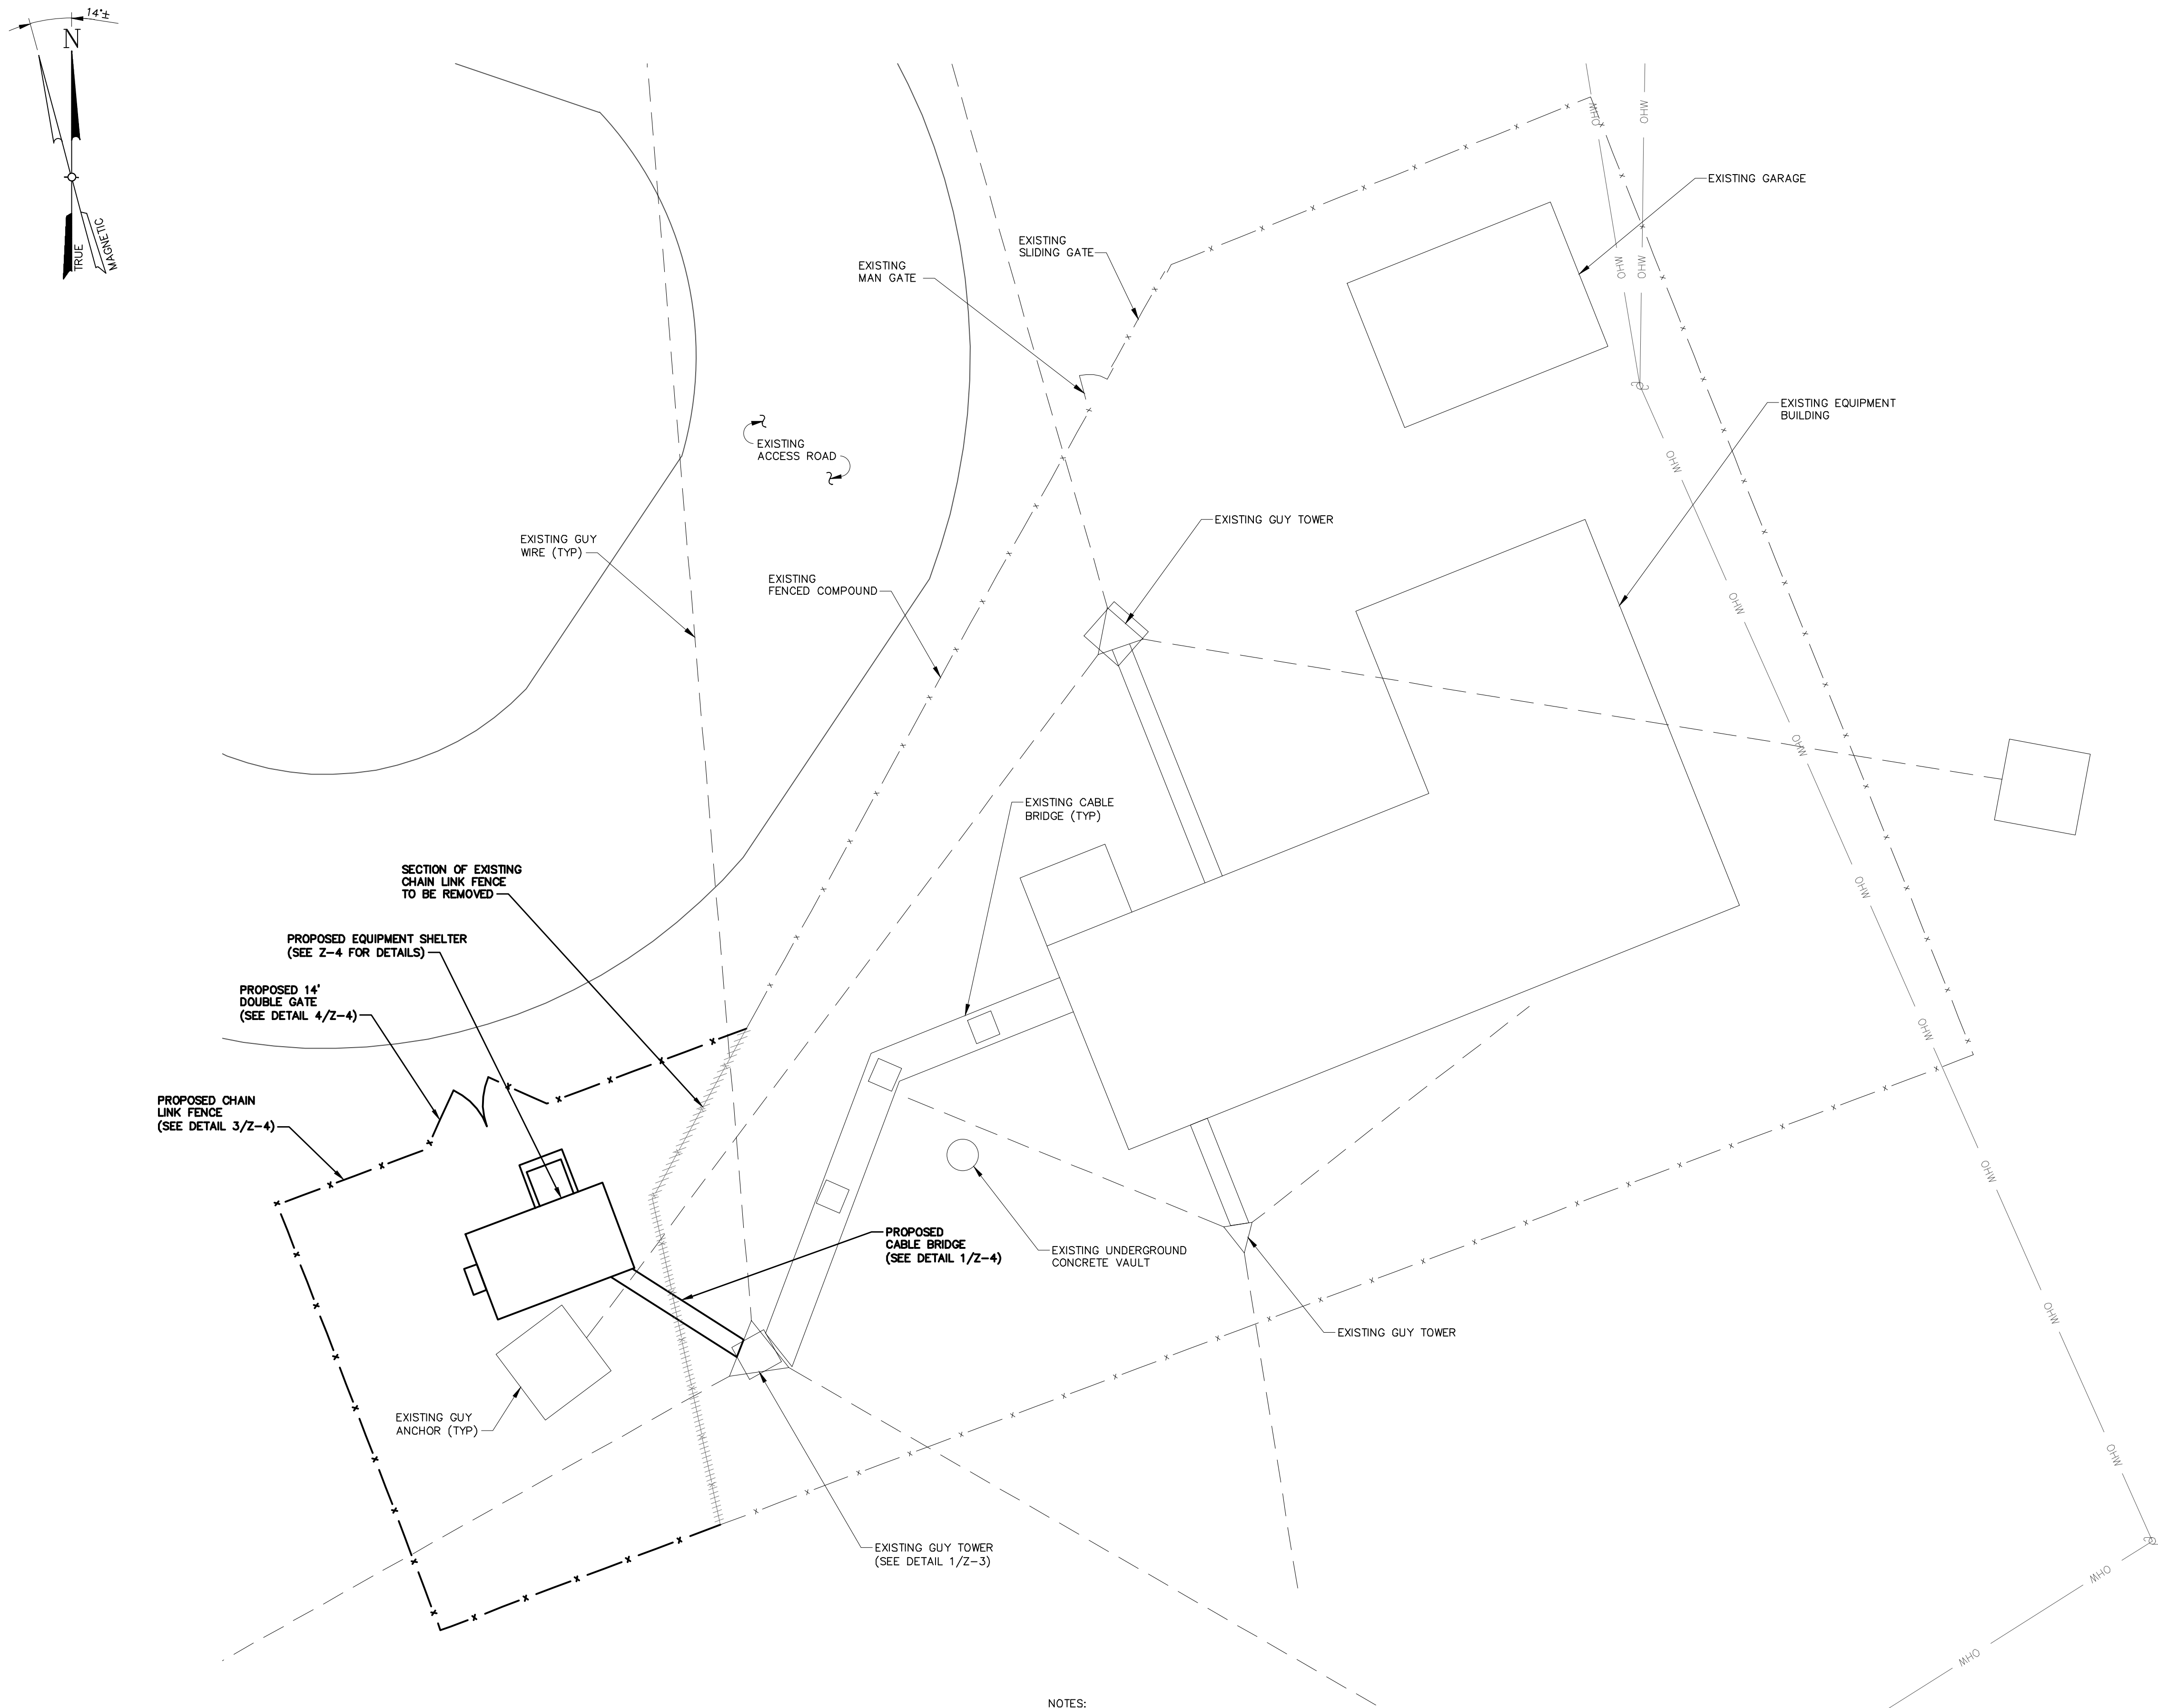 14°±
N
TRUE
MAGNETIC
OHW
OHW
EXISTING GARAGE
EXISTING
SLIDING GATE
EXISTING
MAN GATE
OHW
OHW
EXISTING EQUIPMENT
BUILDING
EXISTING
ACCESS ROAD
OHW
EXISTING GUY TOWER
EXISTING GUY
WIRE (TYP)
EXISTING
FENCED COMPOUND
OHW
OHW
EXISTING CABLE
BRIDGE (TYP)
SECTION OF EXISTING
CHAIN LINK FENCE
TO BE REMOVED
OHW
PROPOSED EQUIPMENT SHELTER
(SEE Z-4 FOR DETAILS)
PROPOSED 14'
DOUBLE GATE
(SEE DETAIL 4/Z-4)
OHW
PROPOSED CHAIN
LINK FENCE
(SEE DETAIL 3/Z-4)
OHW
PROPOSED
CABLE BRIDGE
(SEE DETAIL 1/Z-4)
EXISTING UNDERGROUND
CONCRETE VAULT
OHW
EXISTING GUY TOWER
EXISTING GUY
ANCHOR (TYP)
OHW
EXISTING GUY TOWER
(SEE DETAIL 1/Z-3)
OHW
OHW
NOTES: